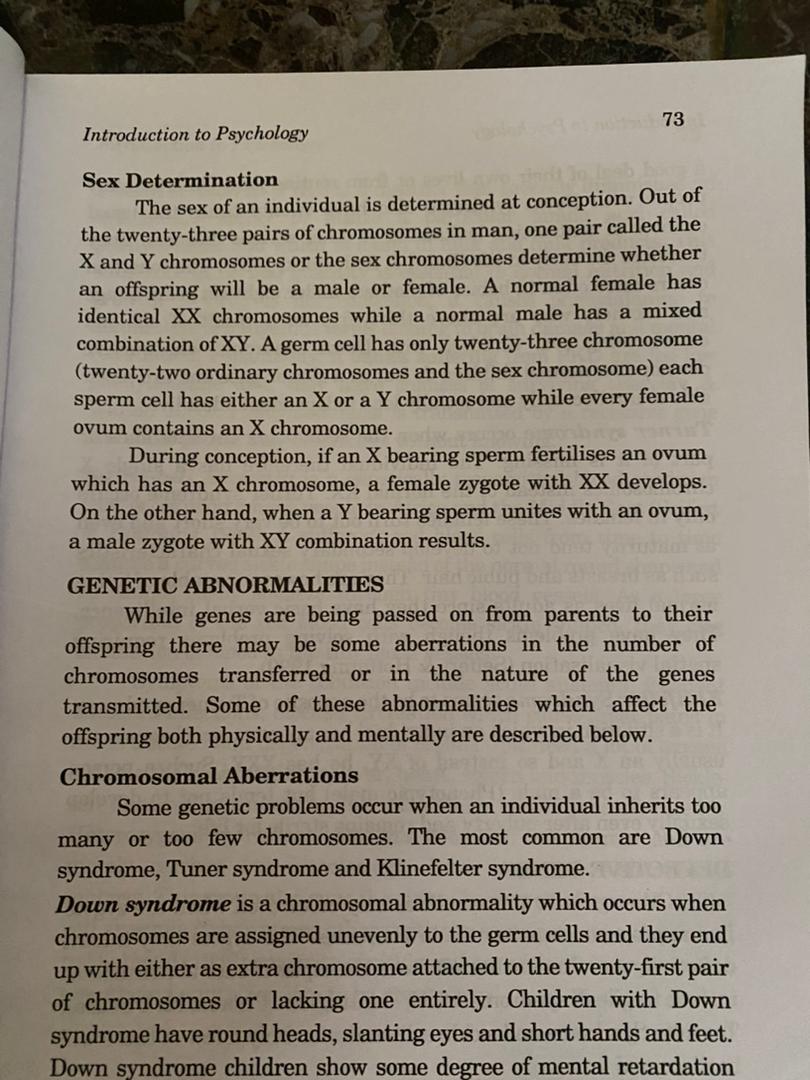 Introduction to Psychology 73
Sex Determination
The sex of an individual is determined at conception. Out of
the twenty-three pairs of chromosomes in man, one pair called the
X and Y chromosomes or the sex chromosomes determine whether
an offspring will be a male or female. A normal female has
identical XX chromosomes while a normal male has a mixed
combination of XY. A germ cell has only twenty-three chromosome
(twenty-two ordinary chromosomes and the sex chromosome) each
sperm cell has either an X or a Y chromosome while every female
ovum contains an X chromosome.
During conception, if an X bearing sperm fertilises an ovum
which has an X chromosome, a female zygote with XX develops.
On the other hand, when a Y bearing sperm unites with an ovum,
a male zygote with XY combination results.
GENETIC ABNORMALITIES
While genes are being passed on from parents to their
offspring there may be some aberrations in the number of
chromosomes transferred or in the nature of the genes
transmitted. Some of these abnormalities which affect the
offspring both physically and mentally are described below.
Chromosomal Aberrations
Some genetic problems occur when an individual inherits too
many or too few chromosomes. The most common are Down
syndrome, Tuner syndrome and Klinefelter syndrome.
Down syndrome is a chromosomal abnormality which occurs when
chromosomes are assigned unevenly to the germ cells and they end
up with either as extra chromosome attached to the twenty-first pair
of chromosomes or lacking one entirely. Children with Down
syndrome have round heads, slanting eyes and short hands and feet.
Down syndrome children show some degree of mental retardation